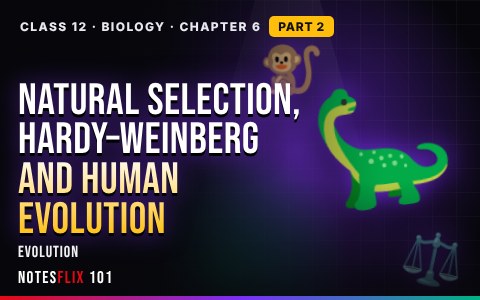 CLASS 12 · BIOLOGY · CHAPTER 6 PART 2
NATURAL SELECTION,
HARDY–WEINBERG
AND HUMAN
EVOLUTION
EVOLUTION
NOTESFLIX 101